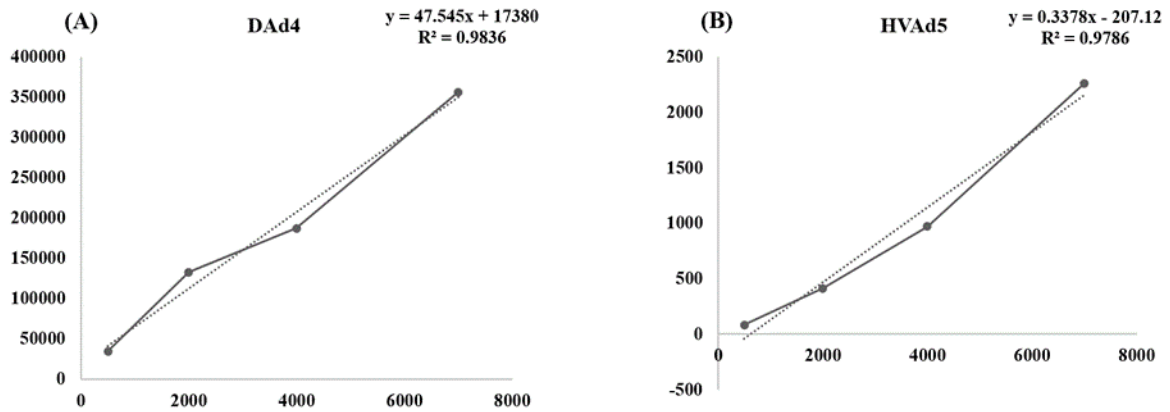 (A)
DAd4
y = 47.545x + 17380
R² = 0.9836
400000
350000
300000
250000
200000
150000
100000
50000
0
0 2000 4000 6000 8000
(B)
HVAd5
y = 0.3378x - 207.12
R² = 0.9786
2500
2000
1500
1000
500
0
-500
0 2000 4000 6000 8000